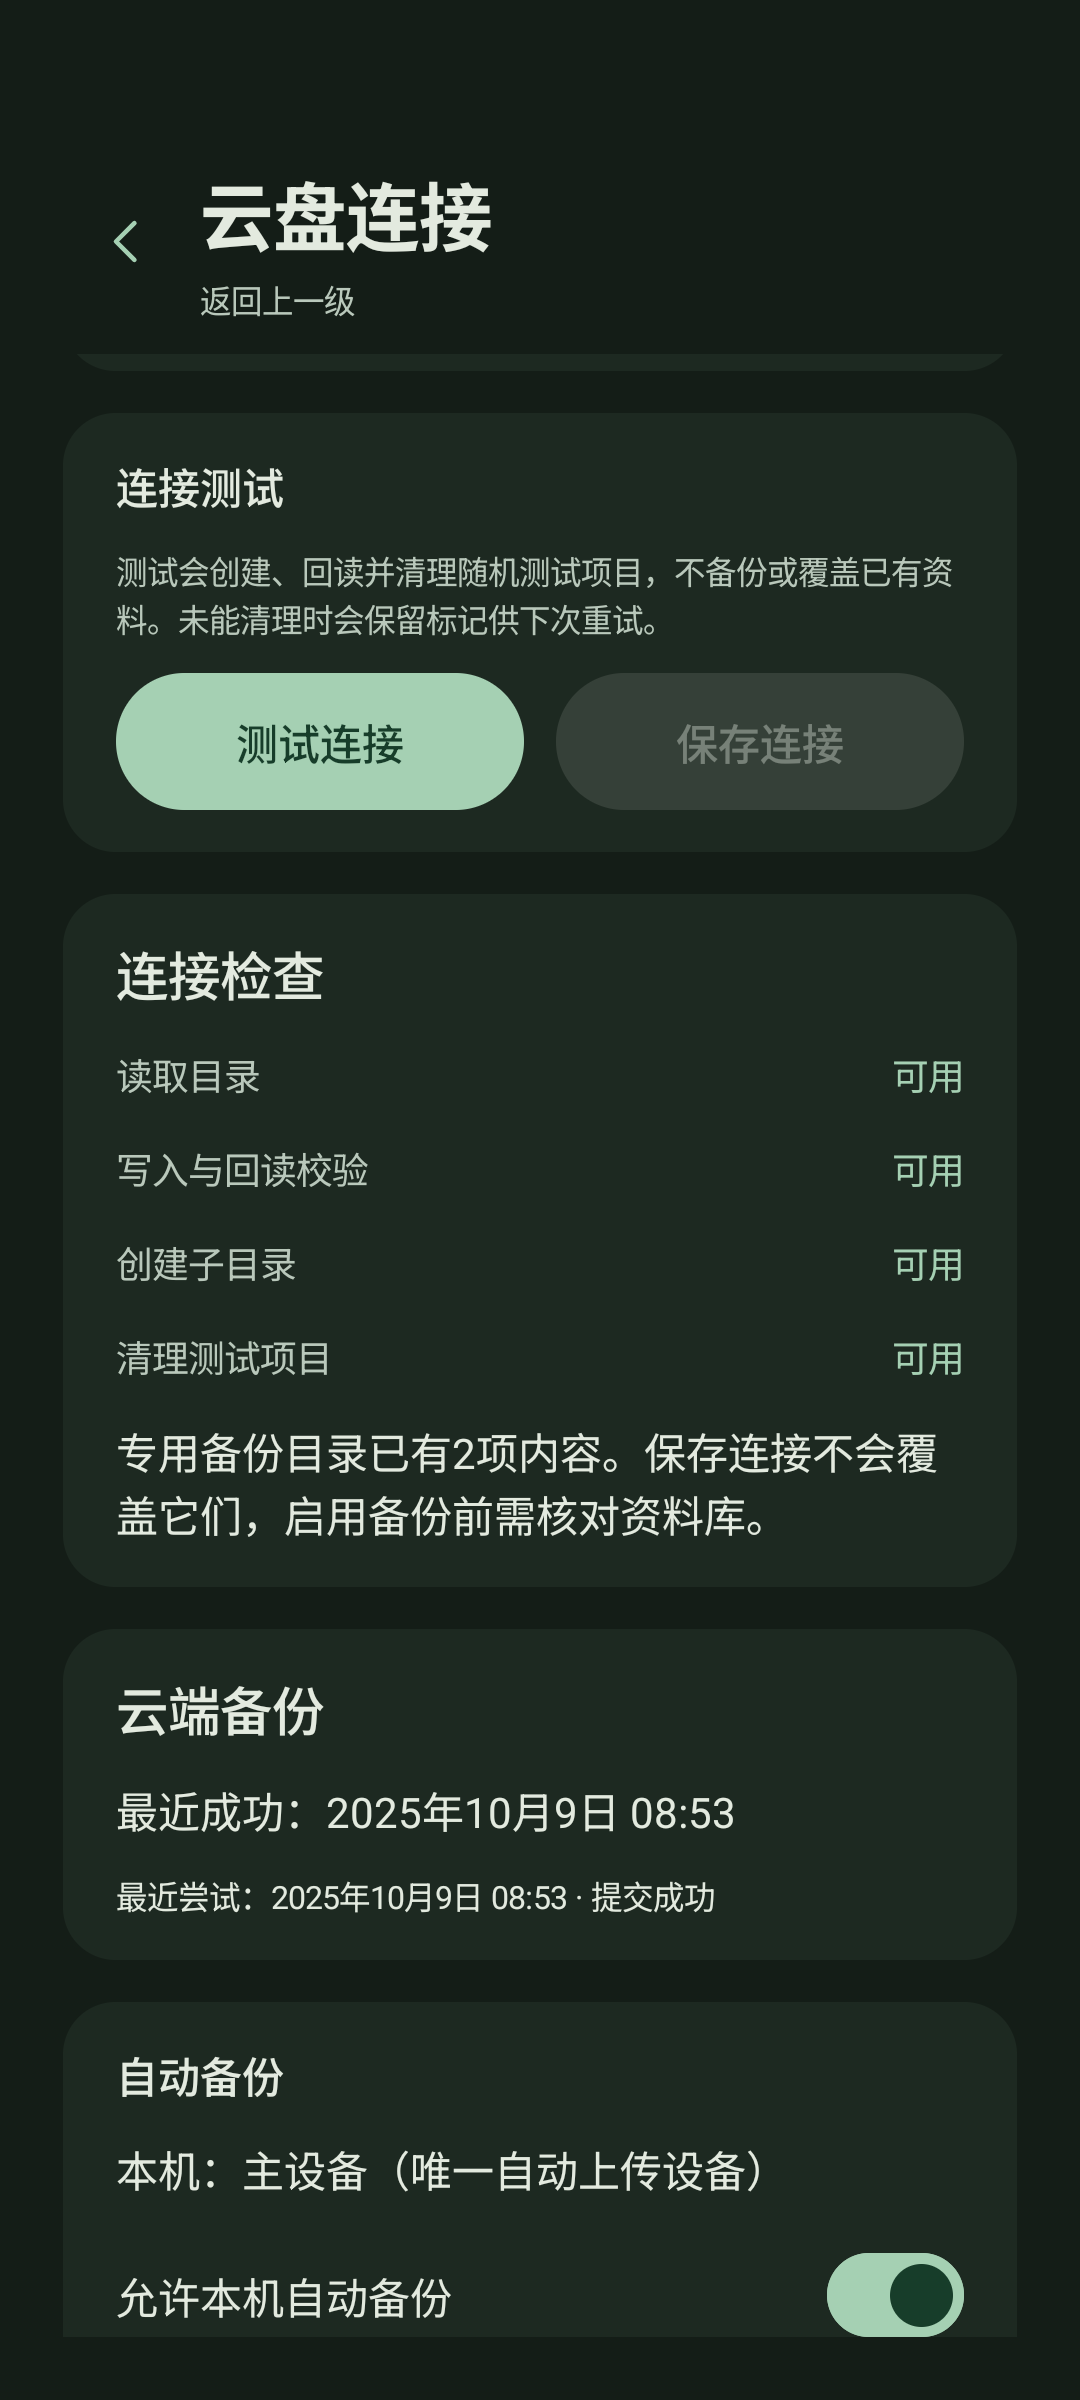 云盘连接
返回上一级
连接测试
测试会创建、回读并清理随机测试项目，不备份或覆盖已有资
料。未能清理时会保留标记供下次重试。
测试连接
保存连接
连接检查
读取目录 可用
写入与回读校验 可用
创建子目录 可用
清理测试项目 可用
专用备份目录已有2项内容。保存连接不会覆
盖它们，启用备份前需核对资料库。
云端备份
最近成功：2025年10月9日 08:53
最近尝试：2025年10月9日 08:53 · 提交成功
自动备份
本机：主设备（唯一自动上传设备）
允许本机自动备份